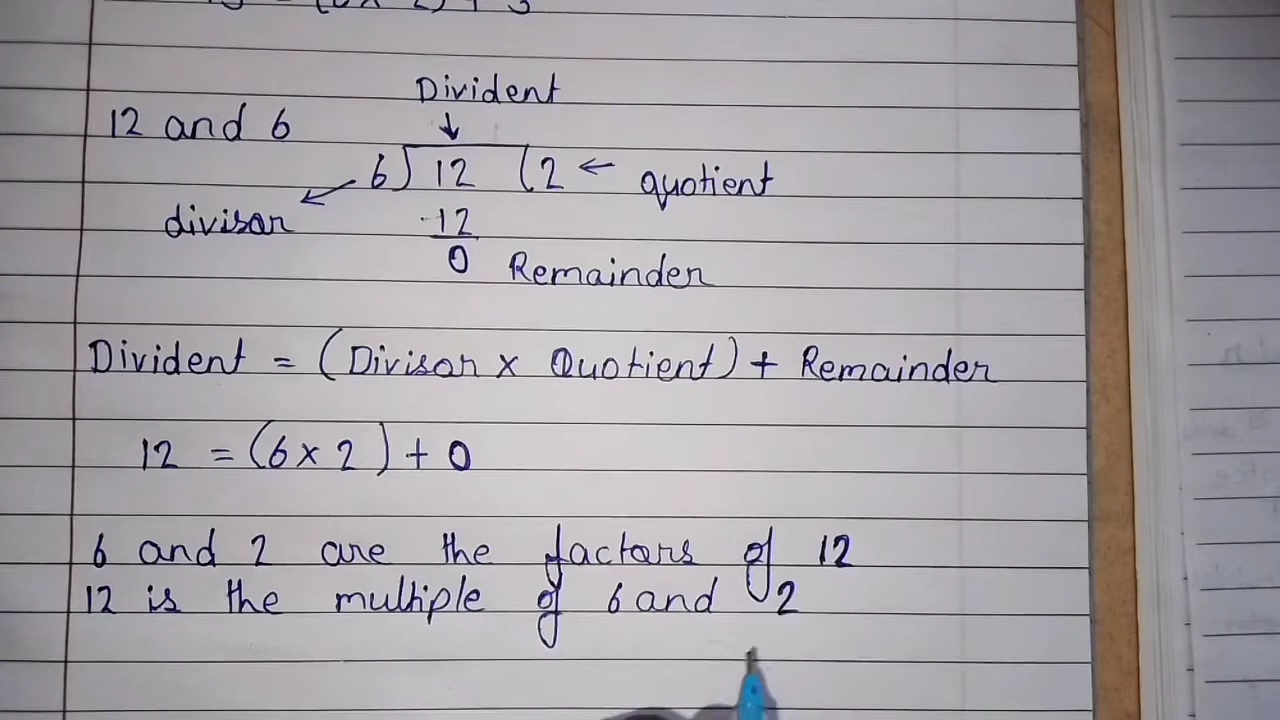 Divident
12 and 6
6) 12 (2 ← quotient
divisor
-12
0 Remainder
Divident = (Divisor x Quotient) + Remainder
12 = (6 x 2) + 0
6 and 2 are the factors of 12
12 is the multiple of 6 and 2